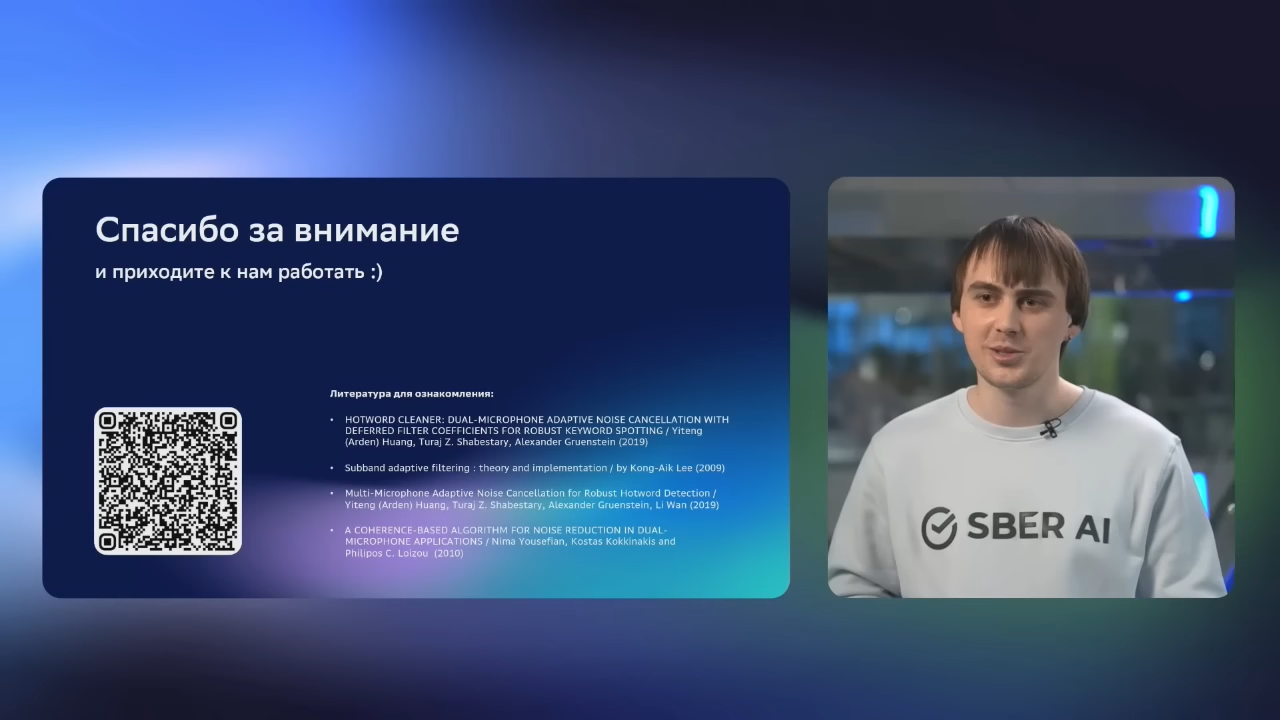 Спасибо за внимание
и приходите к нам работать :)
Литература для ознакомления:
• HOTWORD CLEANER: DUAL-MICROPHONE ADAPTIVE NOISE CANCELLATION WITH
DEFERRED FILTER COEFFICIENTS FOR ROBUST KEYWORD SPOTTING / Yiteng
(Arden) Huang, Turaj Z. Shabestary, Alexander Gruenstein (2019)
• Subband adaptive filtering : theory and implementation / by Kong-Aik Lee (2009)
• Multi-Microphone Adaptive Noise Cancellation for Robust Hotword Detection /
Yiteng (Arden) Huang, Turaj Z. Shabestary, Alexander Gruenstein, Li Wan (2019)
• A COHERENCE-BASED ALGORITHM FOR NOISE REDUCTION IN DUAL-
MICROPHONE APPLICATIONS / Nima Yousefian, Kostas Kokkinakis and
Philipos C. Loizou (2010)
SBER AI